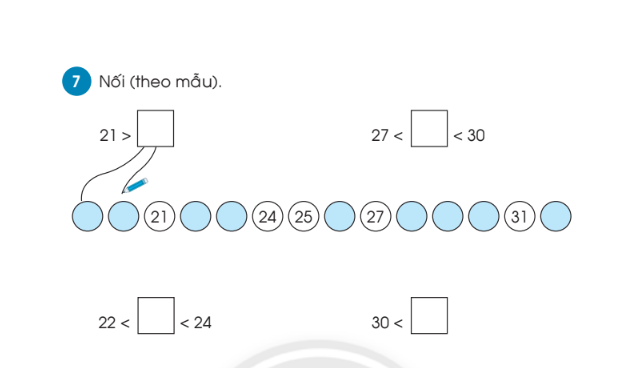 7 Nối (theo mẫu).
21 >
27 < < 30
21 24 25 27 31
22 < < 24
30 <